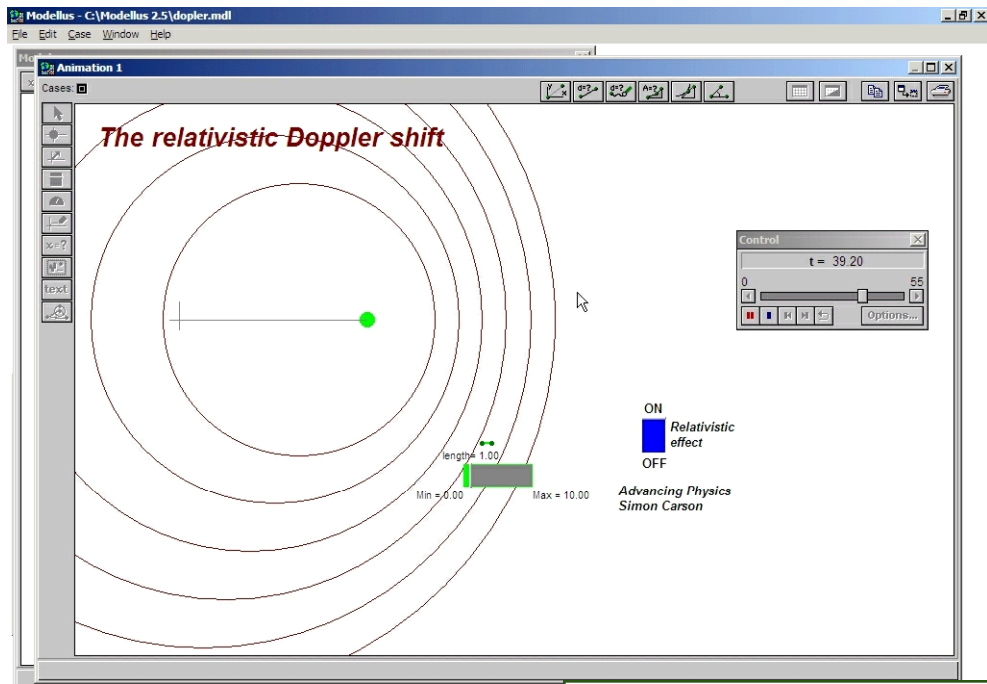 Modellus - C:\Modellus 2.5\dopler.mdl
File Edit Case Window Help
Animation 1
Cases:
The relativistic Doppler shift
x=?
text
Control
t = 39.20
0 55
Options...
ON
Relativistic
effect
OFF
length= 1.00
Min = 0.00 Max = 10.00
Advancing Physics
Simon Carson